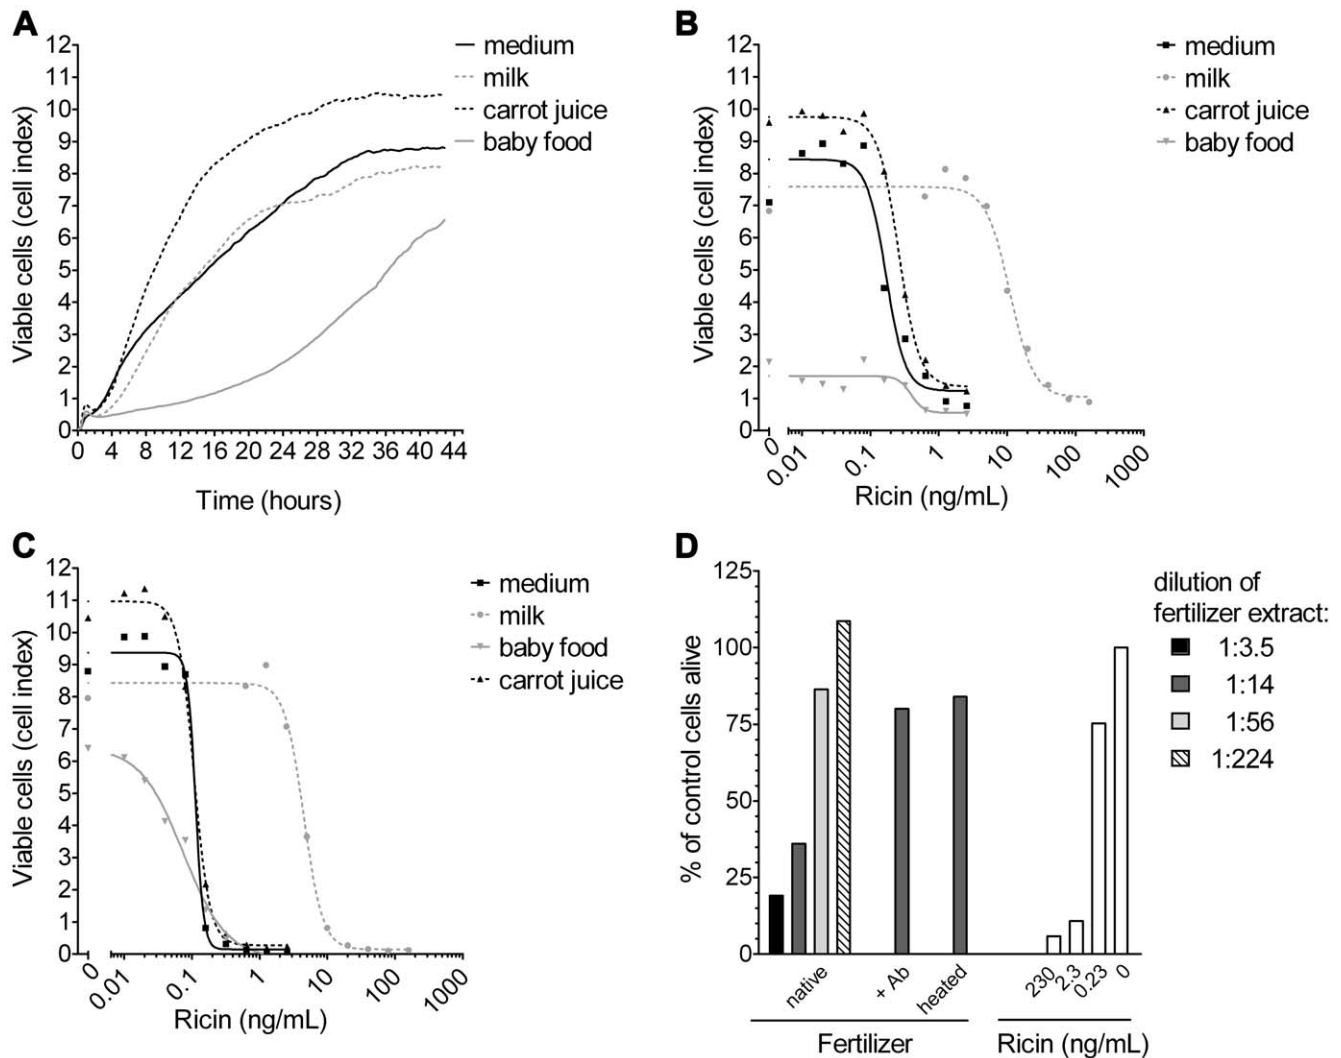 A
12
11
10
9
8
7
6
5
4
3
2
1
0
Viable cells (cell index)
0 4 8 12 16 20 24 28 32 36 40 44
Time (hours)
medium
milk
carrot juice
baby food
B
12
11
10
9
8
7
6
5
4
3
2
1
0
Viable cells (cell index)
0 0.01 0.1 1 10 100 1000
Ricin (ng/mL)
medium
milk
carrot juice
baby food
C
12
11
10
9
8
7
6
5
4
3
2
1
0
Viable cells (cell index)
0 0.01 0.1 1 10 100 1000
Ricin (ng/mL)
medium
milk
baby food
carrot juice
D
125
100
75
50
25
0
% of control cells alive
native + Ab heated
Fertilizer
230 2.3 0.23 0
Ricin (ng/mL)
dilution of
fertilizer extract:
1:3.5
1:14
1:56
1:224